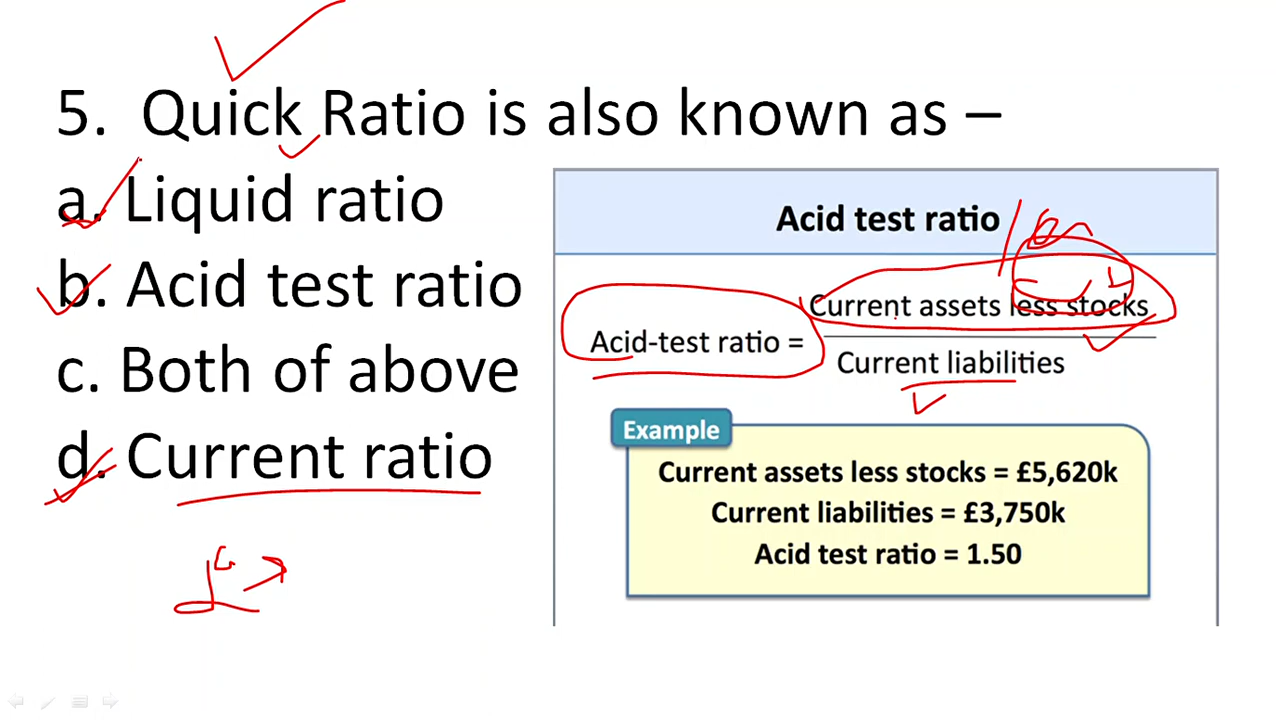 5. Quick Ratio is also known as –
a. Liquid ratio
b. Acid test ratio
c. Both of above
d. Current ratio
Acid test ratio
Acid-test ratio =
Current assets less stocks
Current liabilities
Example
Current assets less stocks = £5,620k
Current liabilities = £3,750k
Acid test ratio = 1.50